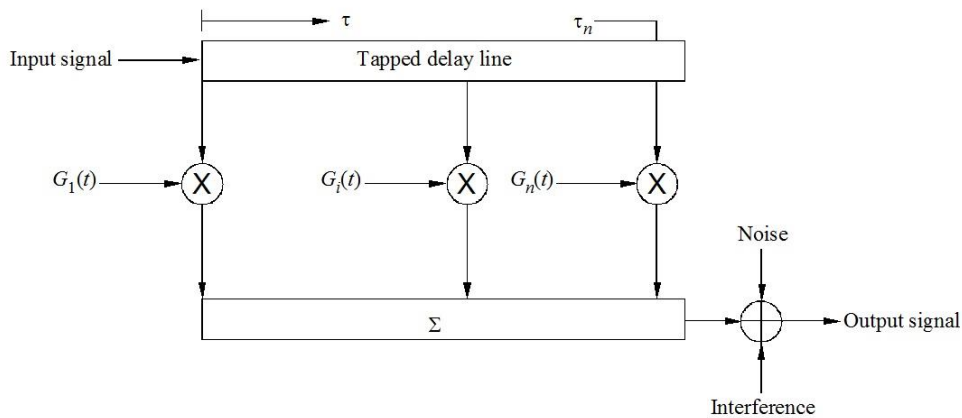 τ
τn
Input signal
Tapped delay line
G1(t)
X
Gi(t)
X
Gn(t)
X
Noise
Σ
Output signal
Interference